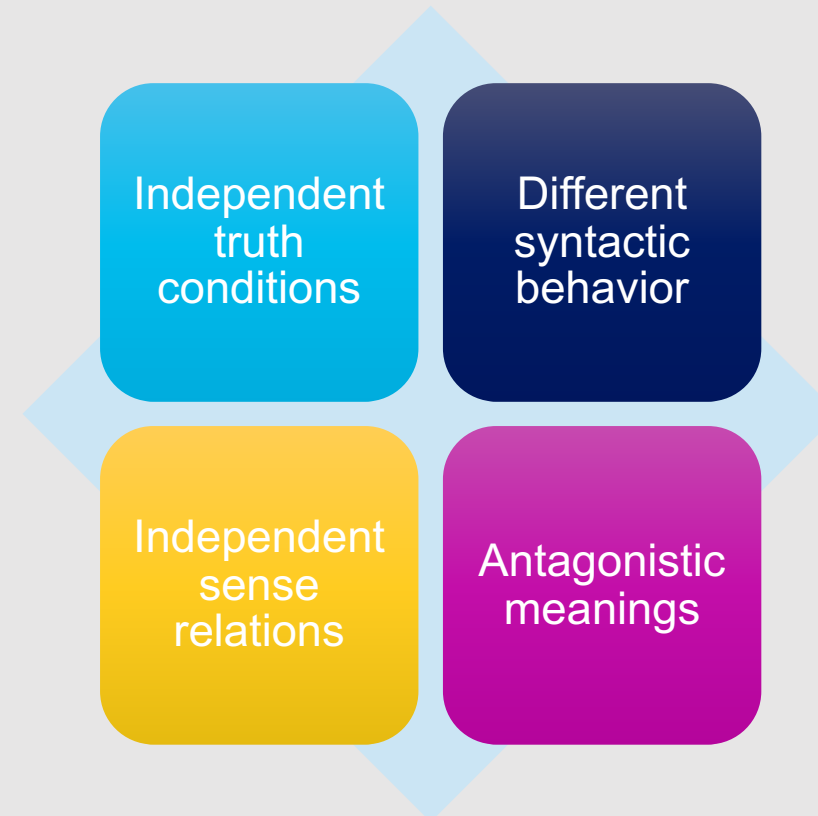 Independent
truth
conditions
Different
syntactic
behavior
Independent
sense
relations
Antagonistic
meanings